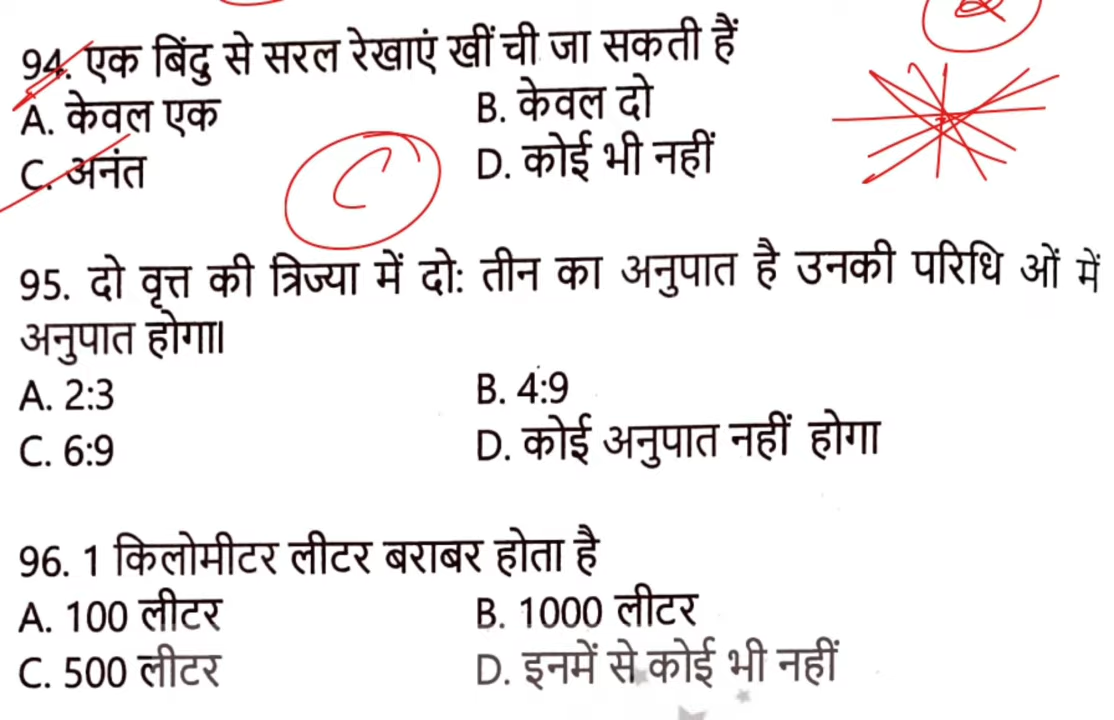 94. एक बिंदु से सरल रेखाएं खीं ची जा सकती हैं
A. केवल एक B. केवल दो
C. अनंत D. कोई भी नहीं
C
95. दो वृत्त की त्रिज्या में दो: तीन का अनुपात है उनकी परिधि ओं में
अनुपात होगा।
A. 2:3 B. 4:9
C. 6:9 D. कोई अनुपात नहीं होगा
96. 1 किलोमीटर लीटर बराबर होता है
A. 100 लीटर B. 1000 लीटर
C. 500 लीटर D. इनमें से कोई भी नहीं